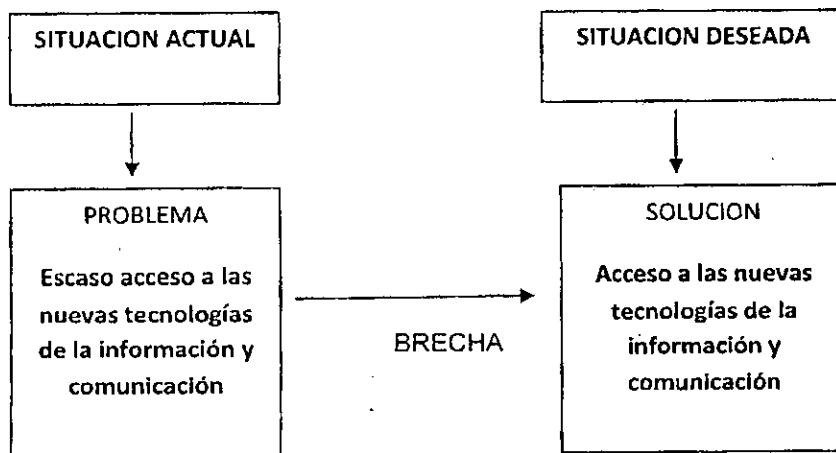 SITUACION ACTUAL
SITUACION DESEADA
PROBLEMA
Escaso acceso a las
nuevas tecnologías
de la información y
comunicación
BRECHA
SOLUCION
Acceso a las nuevas
tecnologías de la
información y
comunicación